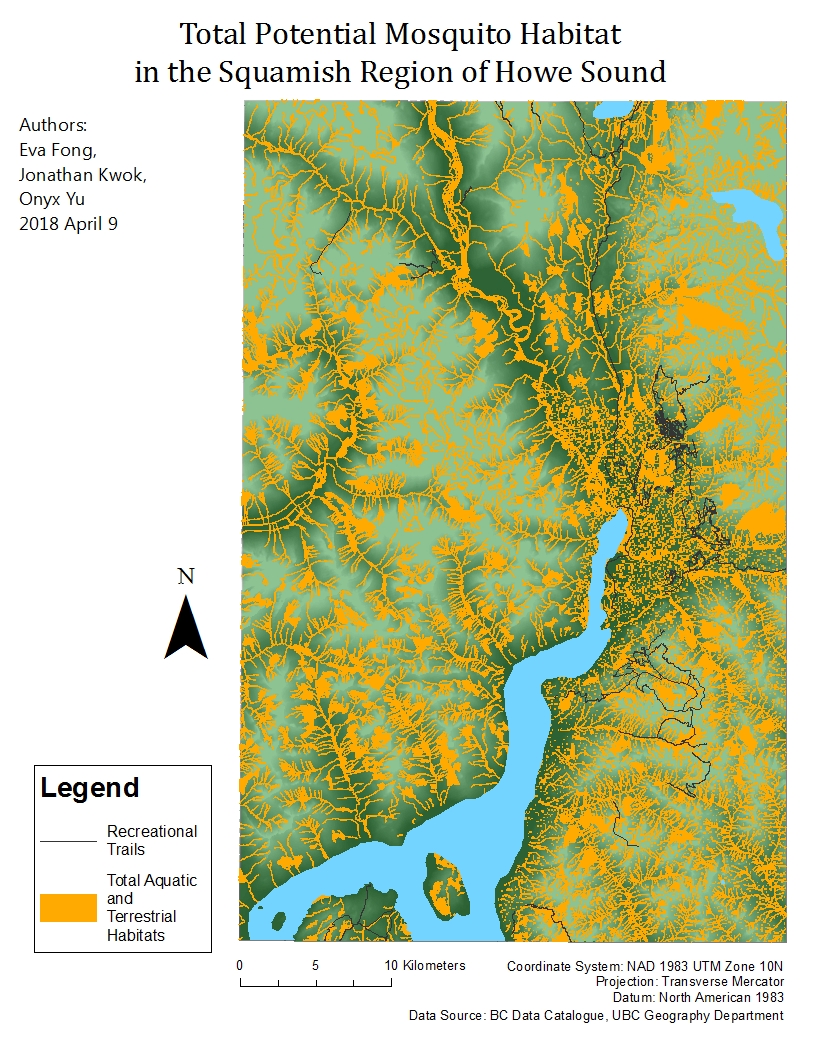 Total Potential Mosquito Habitat
in the Squamish Region of Howe Sound
Authors:
Eva Fong,
Jonathan Kwok,
Onyx Yu
2018 April 9
N
Legend
Recreational
Trails
Total Aquatic
and
Terrestrial
Habitats
0 5 10 Kilometers
Coordinate System: NAD 1983 UTM Zone 10N
Projection: Transverse Mercator
Datum: North American 1983
Data Source: BC Data Catalogue, UBC Geography Department